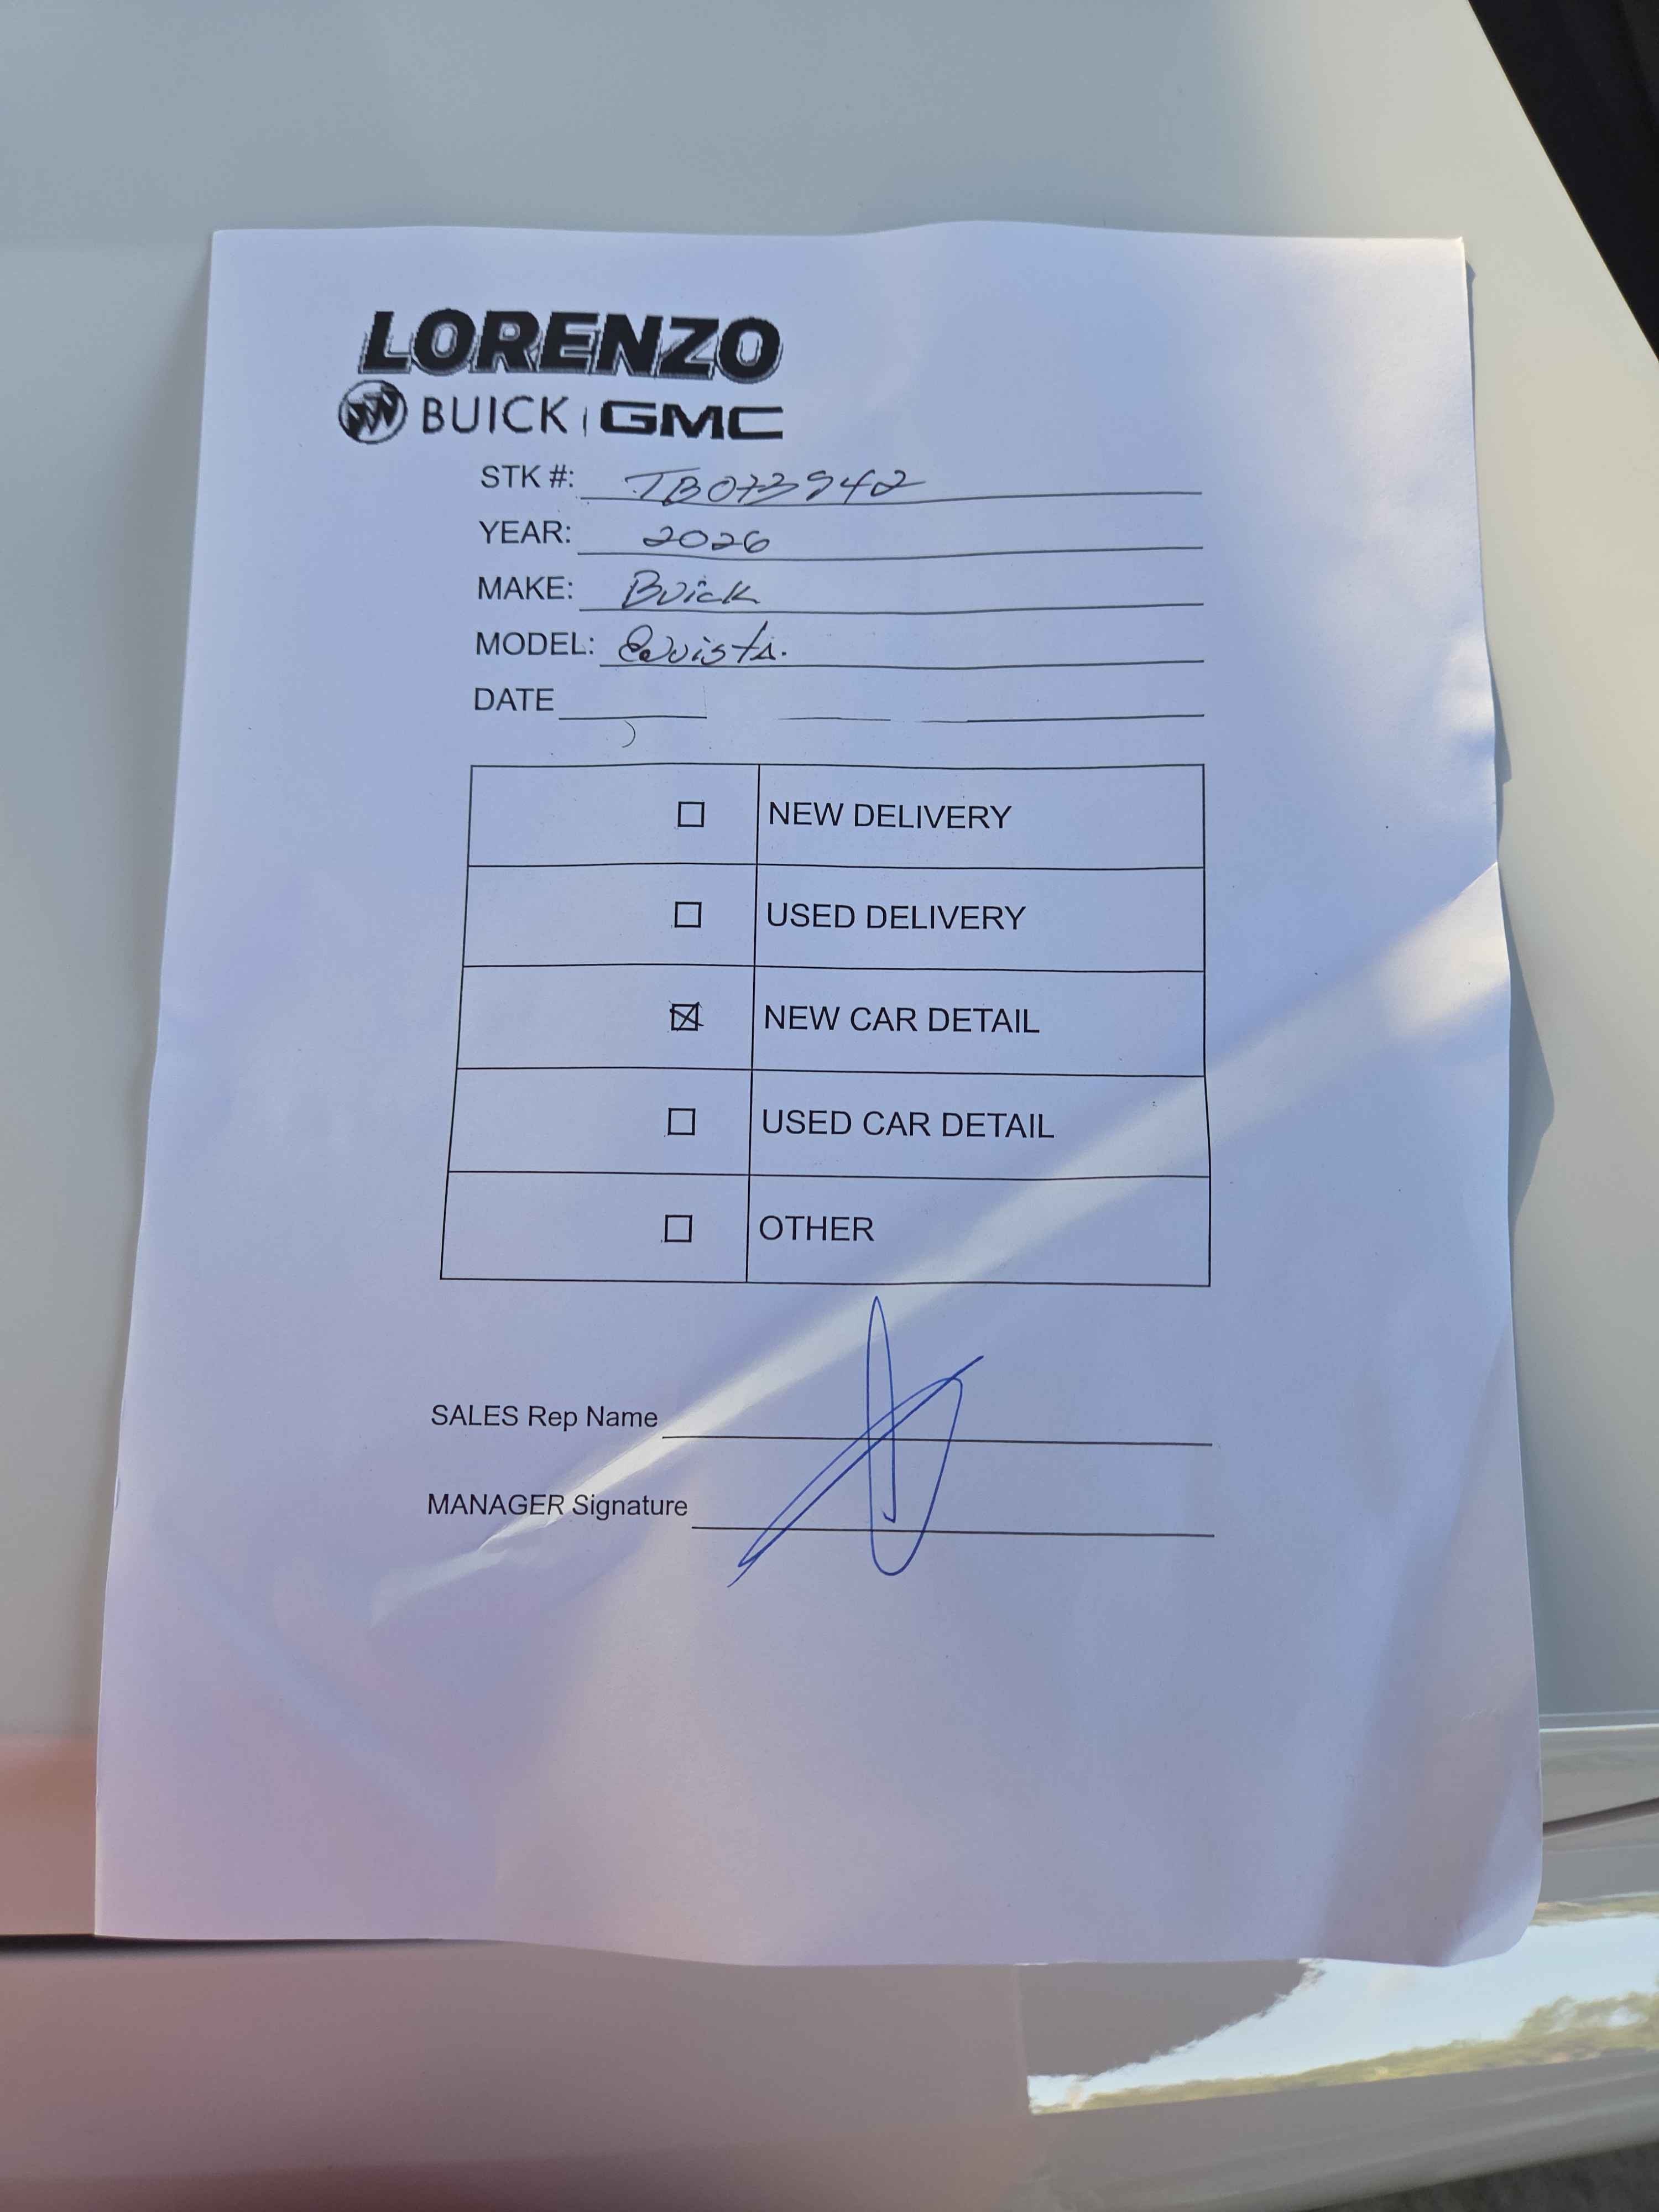 LORENZO
BUICK | GMC
STK #: TB073942
YEAR: 2026
MAKE: Buick
MODEL:
DATE
NEW DELIVERY
USED DELIVERY
☒ NEW CAR DETAIL
USED CAR DETAIL
OTHER
SALES Rep Name
MANAGER Signature